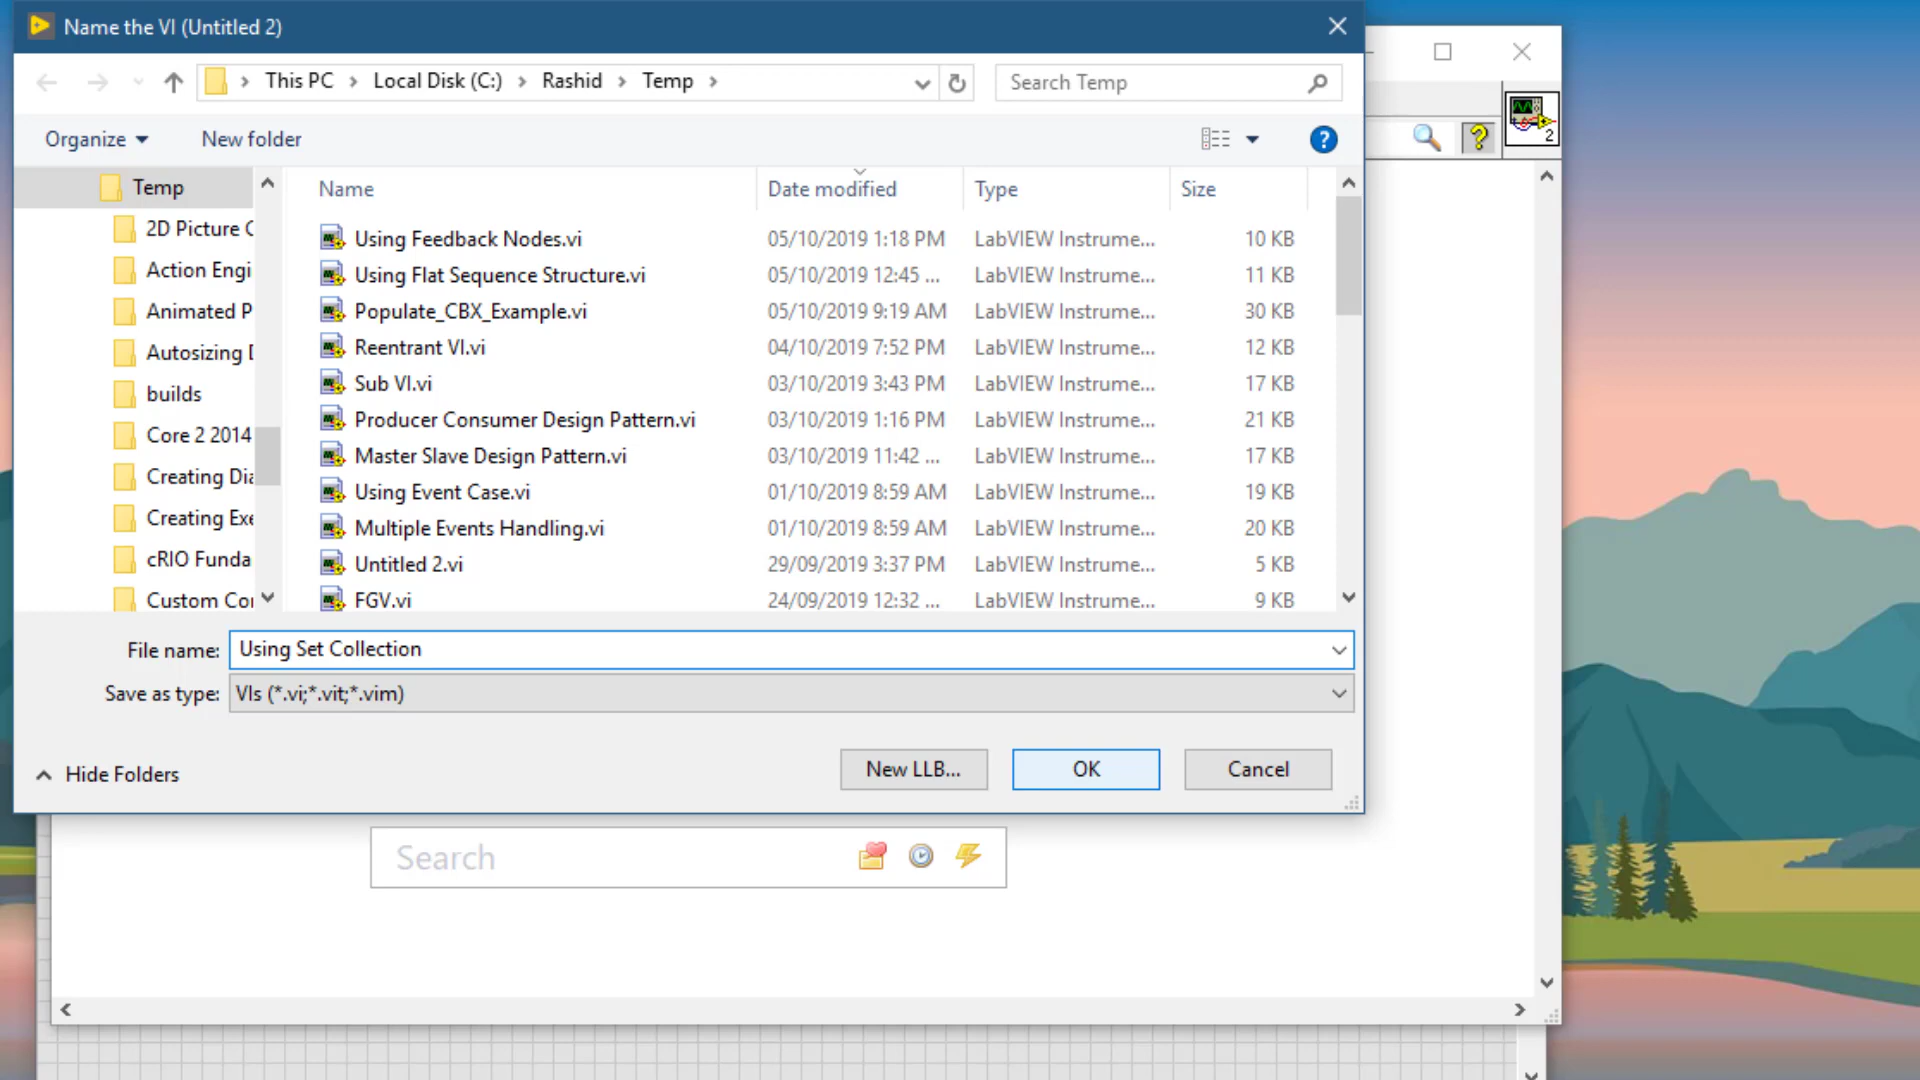 Name the VI (Untitled 2)
This PC Local Disk (C:) Rashid Temp
Search Temp
Organize New folder
?
?
2
Temp
2D Picture C
Action Engi
Animated P
Autosizing
builds
Core 2 2014
Creating Dia
Creating Exe
cRIO Funda
Custom Co
Name Date modified Type Size
Using Feedback Nodes.vi 05/10/2019 1:18 PM LabVIEW Instrume... 10 KB
Using Flat Sequence Structure.vi 05/10/2019 12:45 ... LabVIEW Instrume... 11 KB
Populate_CBX_Example.vi 05/10/2019 9:19 AM LabVIEW Instrume... 30 KB
Reentrant VI.vi 04/10/2019 7:52 PM LabVIEW Instrume... 12 KB
Sub VI.vi 03/10/2019 3:43 PM LabVIEW Instrume... 17 KB
Producer Consumer Design Pattern.vi 03/10/2019 1:16 PM LabVIEW Instrume... 21 KB
Master Slave Design Pattern.vi 03/10/2019 11:42 ... LabVIEW Instrume... 17 KB
Using Event Case.vi 01/10/2019 8:59 AM LabVIEW Instrume... 19 KB
Multiple Events Handling.vi 01/10/2019 8:59 AM LabVIEW Instrume... 20 KB
Untitled 2.vi 29/09/2019 3:37 PM LabVIEW Instrume... 5 KB
FGV.vi 24/09/2019 12:32 ... LabVIEW Instrume... 9 KB
File name: Using Set Collection
Save as type: VIs (*.vi;*.vit;*.vim)
Hide Folders
New LLB... OK Cancel
Search